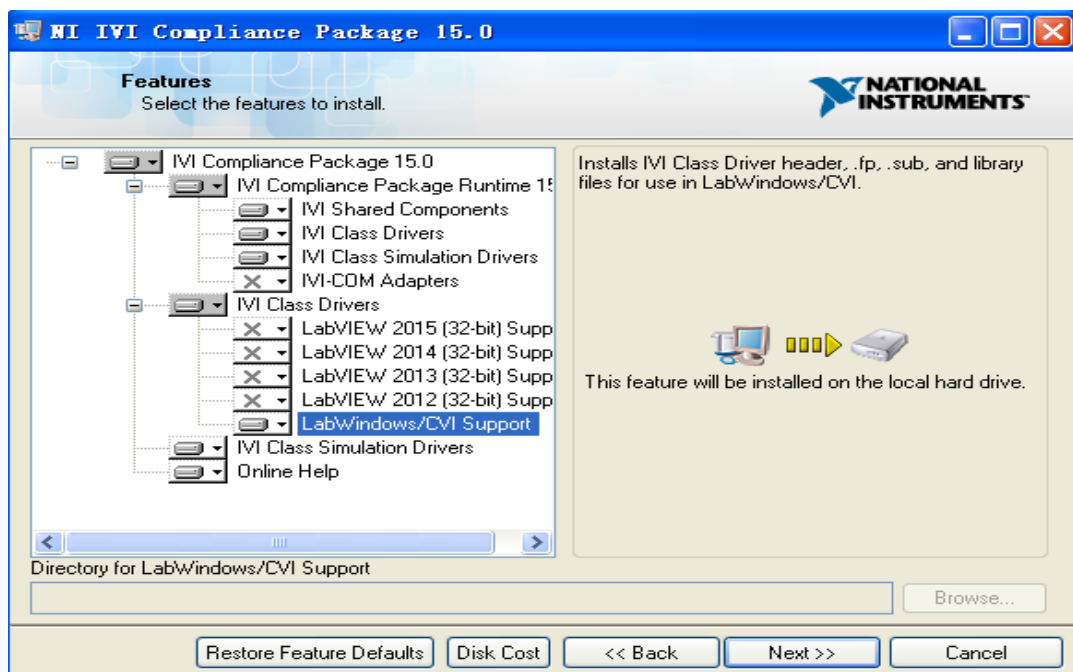 NI IVI Compliance Package 15.0
Features
Select the features to install.
NATIONAL
INSTRUMENTS™
IVI Compliance Package 15.0
IVI Compliance Package Runtime 15
IVI Shared Components
IVI Class Drivers
IVI Class Simulation Drivers
IVI-COM Adapters
IVI Class Drivers
LabVIEW 2015 (32-bit) Supp
LabVIEW 2014 (32-bit) Supp
LabVIEW 2013 (32-bit) Supp
LabVIEW 2012 (32-bit) Supp
LabWindows/CVI Support
IVI Class Simulation Drivers
Online Help
Installs IVI Class Driver header, .fp, .sub, and library
files for use in LabWindows/CVI.
This feature will be installed on the local hard drive.
Directory for LabWindows/CVI Support
Browse...
Restore Feature Defaults
Disk Cost
<< Back
Next >>
Cancel